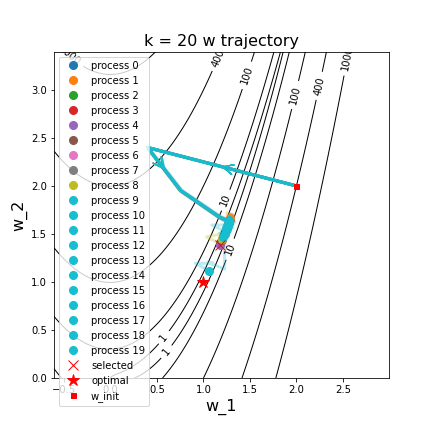 k = 20 w trajectory
400
100
100
400
1000
10
10
1
1
process 0
process 1
process 2
process 3
process 4
process 5
process 6
process 7
process 8
process 9
process 10
process 11
process 12
process 13
process 14
process 15
process 16
process 17
process 18
process 19
selected
optimal
w_init
w_2
3.0
2.5
2.0
1.5
1.0
0.5
0.0
0.5
1.0
1.5
2.0
2.5
w_1